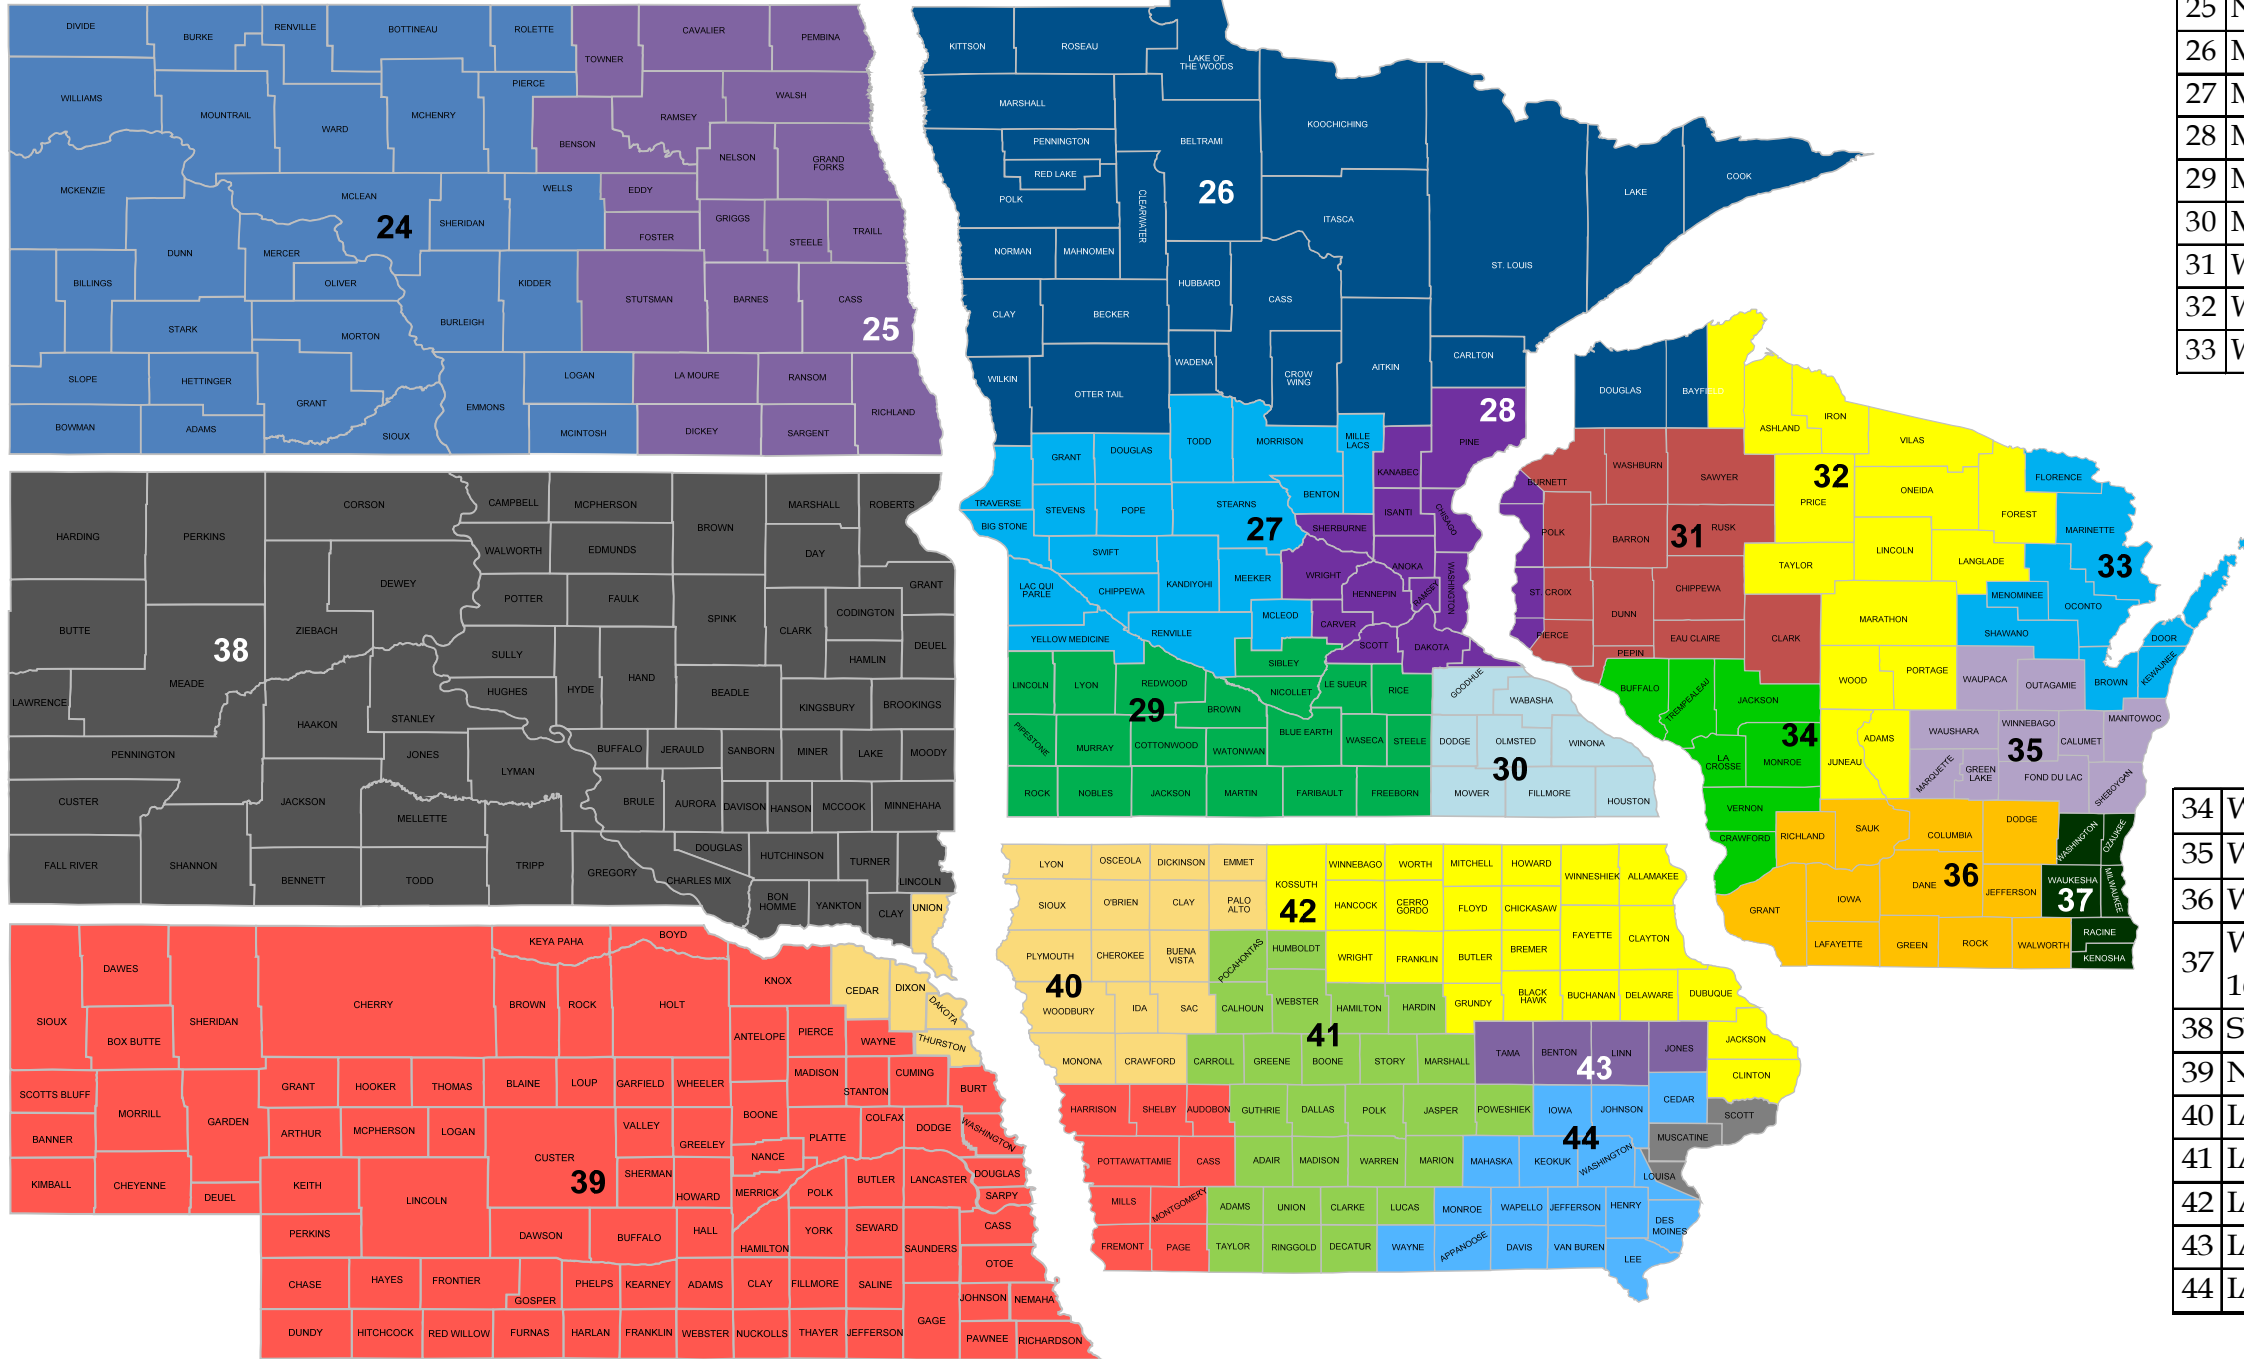 DIVIDE
BURKE
RENVILLE
BOTTINEAU
ROLETTE
TOWNER
CAVALIER
PEMBINA
WILLIAMS
MOUNTRAIL
WARD
MCHENRY
PIERCE
BENSON
RAMSEY
WALSH
NELSON
GRAND
FORKS
MCKENZIE
MCLEAN
24
SHERIDAN
WELLS
EDDY
FOSTER
GRIGGS
STEELE
TRAILL
DUNN
MERCER
OLIVER
BILLINGS
STARK
MORTON
BURLEIGH
KIDDER
STUTSMAN
BARNES
CASS
25
SLOPE
HETTINGER
GRANT
BOWMAN
ADAMS
SIOUX
EMMONS
LOGAN
MCINTOSH
LA MOURE
RANSOM
DICKEY
SARGENT
RICHLAND
KITTSON
ROSEAU
LAKE OF
THE WOODS
MARSHALL
PENNINGTON
RED LAKE
POLK
CLEARWATER
BELTRAMI
26
KOOCHICHING
ITASCA
ST. LOUIS
LAKE
COOK
NORMAN
MAHNOMEN
HUBBARD
CASS
CLAY
BECKER
WADENA
CROW
WING
AITKIN
CARLTON
WILKIN
OTTER TAIL
28
PINE
GRANT
DOUGLAS
TODD
MORRISON
MILLE
LACS
KANABEC
TRAVERSE
BIG STONE
STEVENS
POPE
STEARNS
27
BENTON
SHERBURNE
ISANTI
CHISAGO
SWIFT
LAC QUI
PARLE
CHIPPEWA
KANDIYOHI
MEEKER
WRIGHT
ANOKA
HENNEPIN
RAMSEY
WASHINGTON
MCLEOD
CARVER
SCOTT
DAKOTA
YELLOW MEDICINE
RENVILLE
SIBLEY
LINCOLN
LYON
REDWOOD
29
NICOLLET
LE SUEUR
RICE
GOODHUE
WABASHA
BROWN
PIPESTONE
MURRAY
COTTONWOOD
WATONWAN
BLUE EARTH
WASECA
STEELE
DODGE
OLMSTED
WINONA
30
ROCK
NOBLES
JACKSON
MARTIN
FARIBAULT
FREEBORN
MOWER
FILLMORE
HOUSTON
DOUGLAS
BAYFIELD
ASHLAND
IRON
VILAS
BURNETT
WASHBURN
SAWYER
32
PRICE
ONEIDA
FOREST
FLORENCE
MARINETTE
33
POLK
BARRON
31
RUSK
TAYLOR
LINCOLN
LANGLADE
ST. CROIX
DUNN
CHIPPEWA
MENOMINEE
OCONTO
PIERCE
PEPIN
EAU CLAIRE
CLARK
MARATHON
SHAWANO
DOOR
KEWAUNEE
BROWN
BUFFALO
TREMPEALEAU
JACKSON
WOOD
PORTAGE
WAUPACA
OUTAGAMIE
34
LA
CROSSE
MONROE
JUNEAU
ADAMS
WAUSHARA
WINNEBAGO
35
CALUMET
MANITOWOC
MARQUETTE
GREEN
LAKE
FOND DU LAC
SHEBOYGAN
VERNON
CRAWFORD
RICHLAND
SAUK
COLUMBIA
DODGE
WASHINGTON
OZAUKEE
DANE
36
JEFFERSON
WAUKESHA
37
MILWAUKEE
GRANT
IOWA
LAFAYETTE
GREEN
ROCK
WALWORTH
RACINE
KENOSHA
HARDING
PERKINS
CORSON
CAMPBELL
MCPHERSON
BROWN
MARSHALL
ROBERTS
WALWORTH
EDMUNDS
DAY
DEWEY
GRANT
POTTER
FAULK
SPINK
CLARK
CODINGTON
BUTTE
ZIEBACH
38
MEADE
SULLY
HAMLIN
DEUEL
LAWRENCE
HUGHES
HYDE
HAND
BEADLE
KINGSBURY
BROOKINGS
HAAKON
STANLEY
PENNINGTON
JONES
LYMAN
BUFFALO
JERAULD
SANBORN
MINER
LAKE
MOODY
CUSTER
JACKSON
MELLETTE
BRULE
AURORA
DAVISON
HANSON
MCCOOK
MINNEHAHA
FALL RIVER
SHANNON
BENNETT
TODD
TRIPP
GREGORY
DOUGLAS
CHARLES MIX
HUTCHINSON
TURNER
LINCOLN
BON
HOMME
YANKTON
CLAY
UNION
SIOUX
DAWES
BOX BUTTE
SHERIDAN
CHERRY
KEYA PAHA
BOYD
BROWN
ROCK
HOLT
KNOX
CEDAR
DIXON
DAKOTA
ANTELOPE
PIERCE
WAYNE
THURSTON
SCOTTS BLUFF
MORRILL
GARDEN
GRANT
HOOKER
THOMAS
BLAINE
LOUP
GARFIELD
WHEELER
MADISON
STANTON
CUMING
BURT
BANNER
ARTHUR
MCPHERSON
LOGAN
CUSTER
39
VALLEY
GREELEY
BOONE
NANCE
PLATTE
COLFAX
DODGE
WASHINGTON
KIMBALL
CHEYENNE
DEUEL
KEITH
LINCOLN
SHERMAN
HOWARD
MERRICK
POLK
BUTLER
LANCASTER
DOUGLAS
SARPY
PERKINS
DAWSON
BUFFALO
HALL
HAMILTON
YORK
SEWARD
SAUNDERS
CASS
OTOE
CHASE
HAYES
FRONTIER
GOSPER
PHELPS
KEARNEY
ADAMS
CLAY
FILLMORE
SALINE
GAGE
JOHNSON
NEMAHA
DUNDY
HITCHCOCK
RED WILLOW
FURNAS
HARLAN
FRANKLIN
WEBSTER
NUCKOLLS
THAYER
JEFFERSON
PAWNEE
RICHARDSON
LYON
OSCEOLA
DICKINSON
EMMET
KOSSUTH
42
WINNEBAGO
WORTH
MITCHELL
HOWARD
WINNESHIEK
ALLAMAKEE
SIOUX
O'BRIEN
CLAY
PALO
ALTO
HANCOCK
CERRO
GORDO
FLOYD
CHICKASAW
PLYMOUTH
CHEROKEE
BUENA
VISTA
POCAHONTAS
HUMBOLDT
WRIGHT
FRANKLIN
BUTLER
BREMER
FAYETTE
CLAYTON
40
WOODBURY
IDA
SAC
CALHOUN
WEBSTER
HAMILTON
HARDIN
GRUNDY
BLACK
HAWK
BUCHANAN
DELAWARE
DUBUQUE
41
MONONA
CRAWFORD
CARROLL
GREENE
BOONE
STORY
MARSHALL
TAMA
BENTON
LINN
43
JONES
JACKSON
CLINTON
HARRISON
SHELBY
AUDOBON
GUTHRIE
DALLAS
POLK
JASPER
POWESHIEK
IOWA
JOHNSON
CEDAR
SCOTT
44
MUSCATINE
POTTAWATTAMIE
CASS
ADAIR
MADISON
WARREN
MARION
MAHASKA
KEOKUK
WASHINGTON
LOUISA
MILLS
MONTGOMERY
ADAMS
UNION
CLARKE
LUCAS
MONROE
WAPELLO
JEFFERSON
HENRY
DES
MOINES
FREMONT
PAGE
TAYLOR
RINGGOLD
DECATUR
WAYNE
APPANOOSE
DAVIS
VAN BUREN
LEE
25
26 M
27 M
28 M
29 M
30 M
31 W
32 W
33 W
34 W
35 W
36 W
37 W
38
39 N
40
41
42
43
44